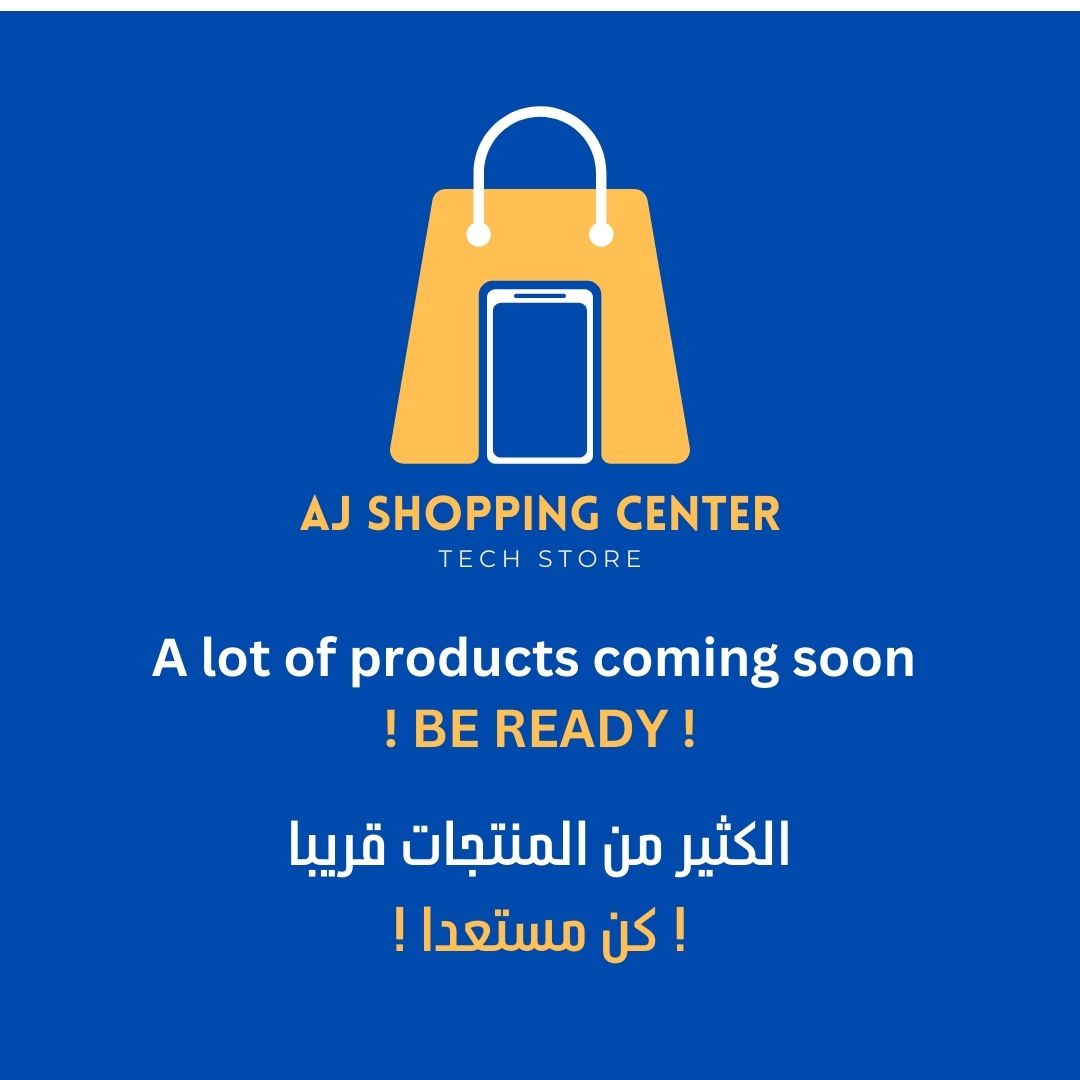 AJ SHOPPING CENTER
TECH STORE
A lot of products coming soon
! BE READY !
الكثير من المنتجات قريبا
! كن مستعدا !